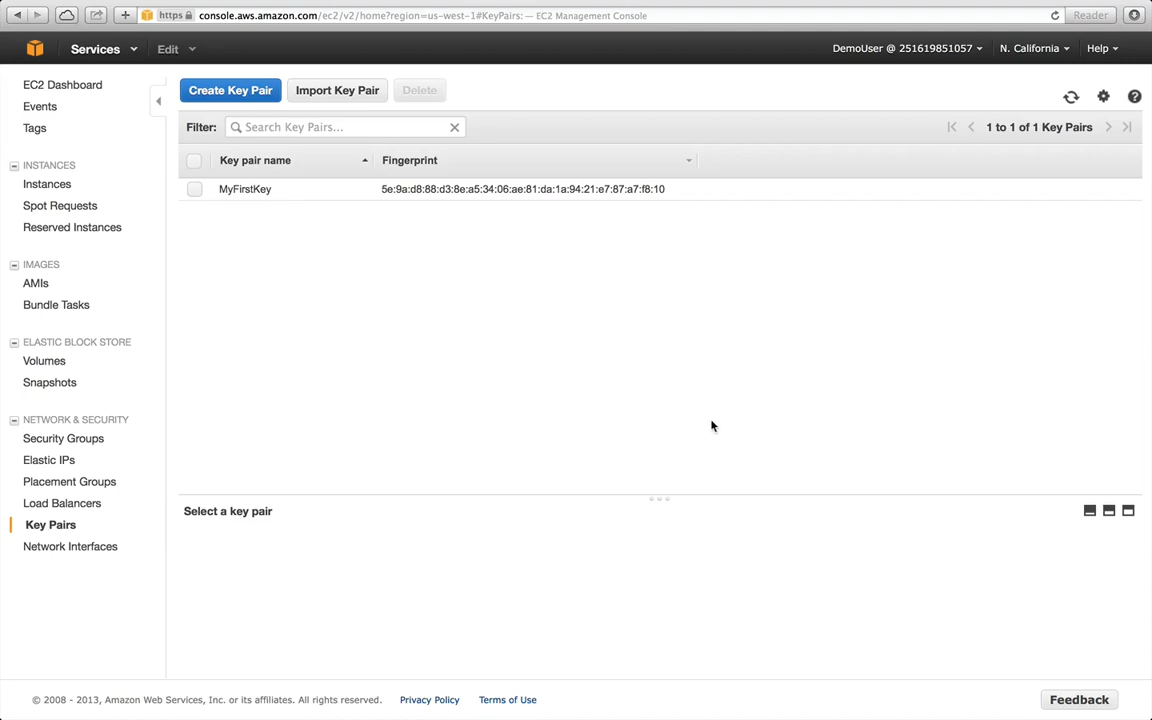 https console.aws.amazon.com/ec2/v2/home?region=us-west-1#KeyPairs: — EC2 Management Console Reader
Services Edit DemoUser @ 251619851057 N. California Help
EC2 Dashboard
Events
Tags
INSTANCES
Instances
Spot Requests
Reserved Instances
IMAGES
AMIs
Bundle Tasks
ELASTIC BLOCK STORE
Volumes
Snapshots
NETWORK & SECURITY
Security Groups
Elastic IPs
Placement Groups
Load Balancers
Key Pairs
Network Interfaces
Create Key Pair Import Key Pair Delete
Filter: Search Key Pairs... 1 to 1 of 1 Key Pairs
Key pair name Fingerprint
MyFirstKey 5e:9a:d8:88:d3:8e:a5:34:06:ae:81:da:1a:94:21:e7:87:a7:f8:10
Select a key pair
© 2008 - 2013, Amazon Web Services, Inc. or its affiliates. All rights reserved. Privacy Policy Terms of Use Feedback